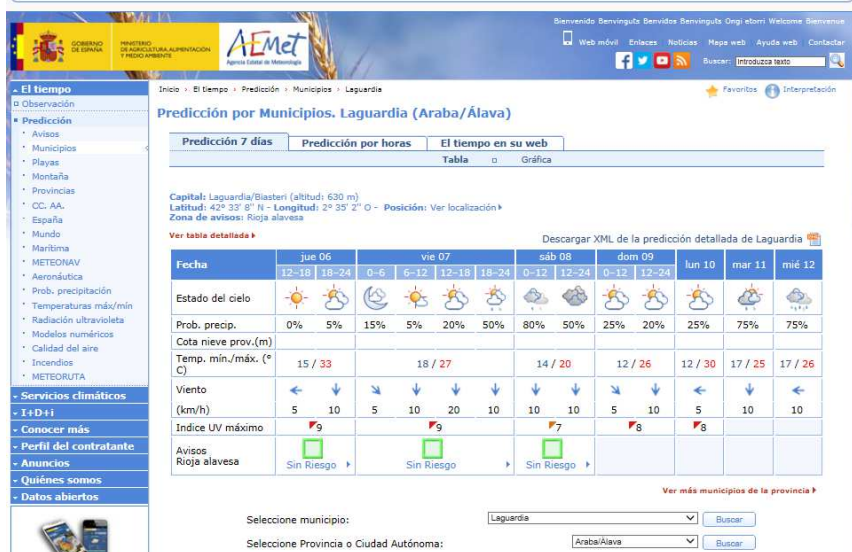 Bienvenido Benvinguts Benvidos Benvinguts Ongi etorri Welcome Bienvenue
GOBIERNO DE ESPAÑA
MINISTERIO DE AGRICULTURA, ALIMENTACIÓN Y MEDIO AMBIENTE
AEMet
Agencia Estatal de Meteorología
Web móvil Enlaces Noticias Mapa web Ayuda web Contactar
Buscar: Introduzca texto
El tiempo
Observación
Predicción
Avisos
Municipios
Playas
Montaña
Provincias
CC. AA.
España
Mundo
Marítima
METEONAV
Aeronáutica
Prob. precipitación
Temperaturas máx/mín
Radiación ultravioleta
Modelos numéricos
Calidad del aire
Incendios
METEORUTA
Servicios climáticos
I+D+i
Conocer más
Perfil del contratante
Anuncios
Quiénes somos
Datos abiertos
Inicio › El tiempo › Predicción › Municipios › Laguardia
Favoritos Interpretación
Predicción por Municipios. Laguardia (Araba/Álava)
Predicción 7 días Predicción por horas El tiempo en su web
Tabla Gráfica
Capital: Laguardia/Biasteri (altitud: 630 m)
Latitud: 42º 33' 8'' N - Longitud: 2º 35' 2'' O - Posición: Ver localización
Zona de avisos: Rioja alavesa
Ver tabla detallada
Descargar XML de la predicción detallada de Laguardia
Fecha jue 06 vie 07 sáb 08 dom 09 lun 10 mar 11 mié 12
12-18 18-24 0-6 6-12 12-18 18-24 0-12 12-24 0-12 12-24
Estado del cielo
Prob. precip. 0% 5% 15% 5% 20% 50% 80% 50% 25% 20% 25% 75% 75%
Cota nieve prov.(m)
Temp. mín./máx. (º C) 15 / 33 18 / 27 14 / 20 12 / 26 12 / 30 17 / 25 17 / 26
Viento
(km/h) 5 10 5 10 20 10 10 10 5 10 5 10 10
Indice UV máximo 9 9 7 8 8
Avisos
Rioja alavesa Sin Riesgo Sin Riesgo Sin Riesgo
Ver más municipios de la provincia
Seleccione municipio: Laguardia Buscar
Seleccione Provincia o Ciudad Autónoma: Araba/Álava Buscar